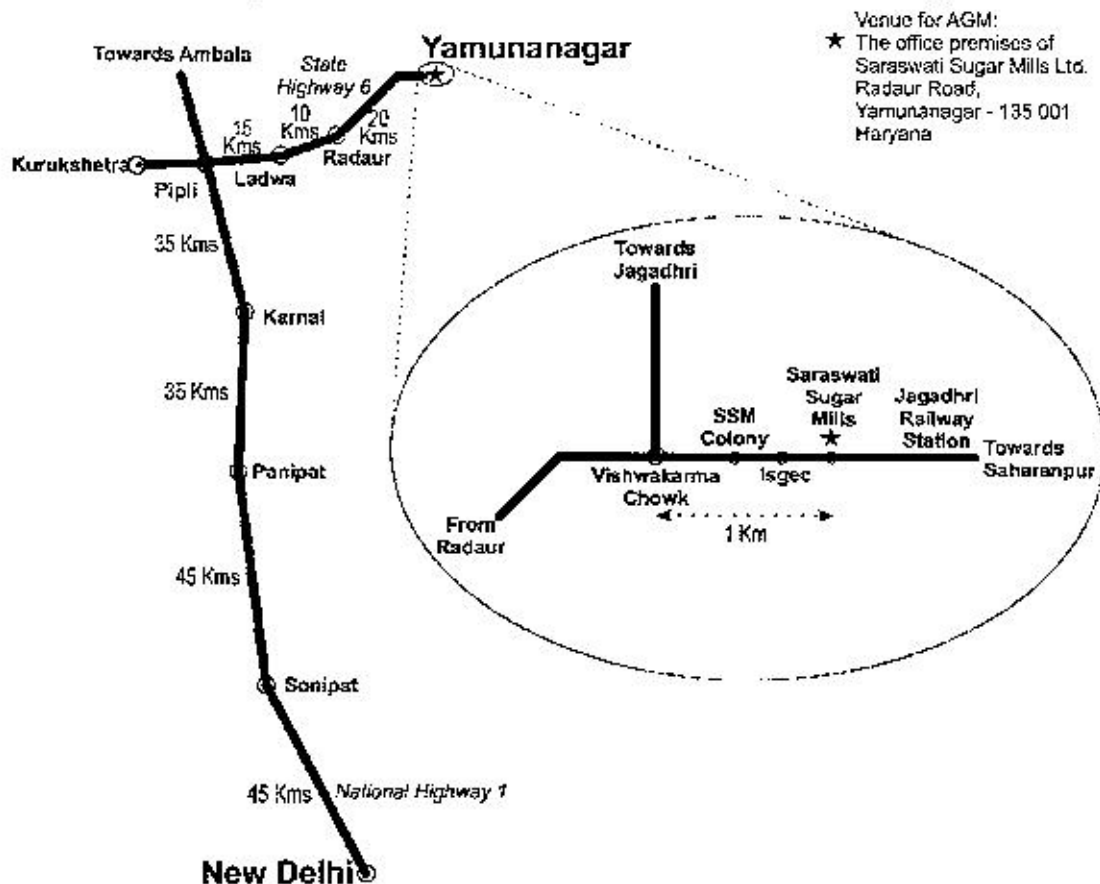 Venue for AGM:
★ The office premises of
Saraswati Sugar Mills Ltd.
Radaur Road,
Yamunanagar - 135 001
Haryana
Towards Ambala
State
Highway 6
Yamunanagar
15
Kms
10
Kms
20
Kms
Kurukshetra
Pipli
Ladwa
Radaur
35 Kms
Karnal
35 Kms
Panipat
45 Kms
Sonipat
45 Kms
National Highway 1
New Delhi
Towards
Jagadhri
Saraswati
Sugar
Mills
SSM
Colony
Jagadhri
Railway
Station
Towards
Saharanpur
Vishwakarma
Chowk
Isgec
From
Radaur
1 Km